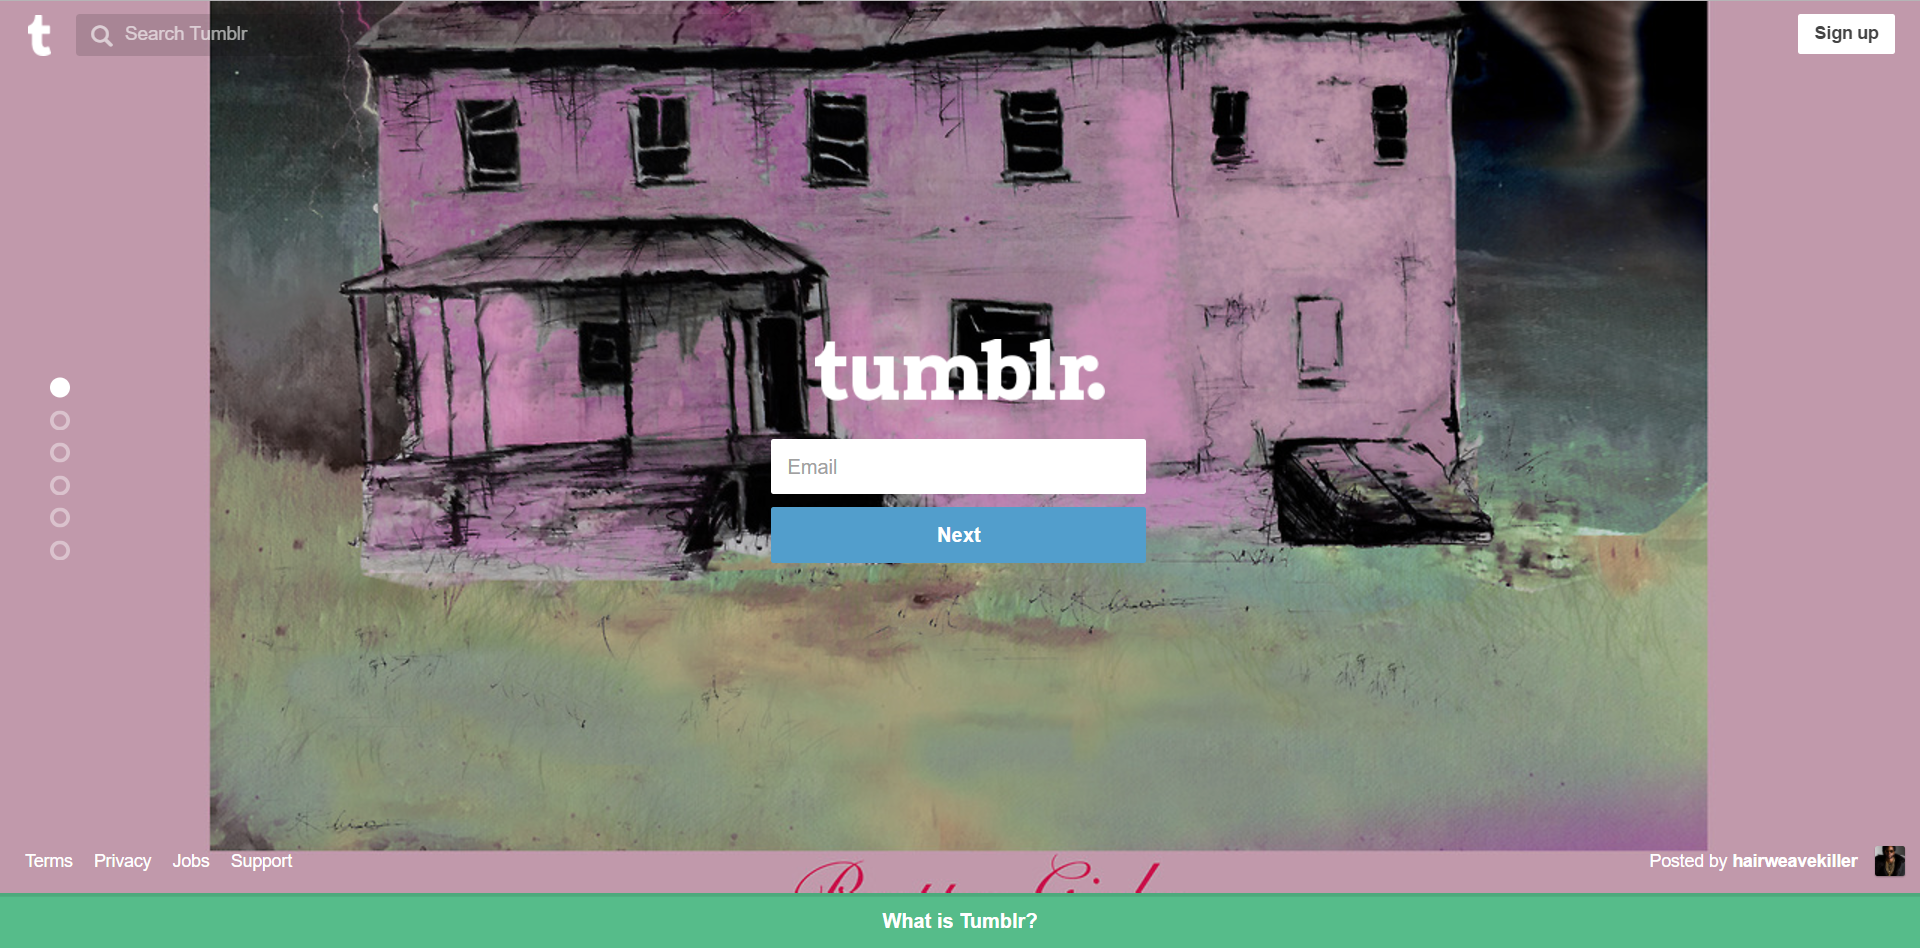 t
Search Tumblr
Sign up
tumblr.
Email
Next
Terms Privacy Jobs Support
Posted by hairweavekiller
What is Tumblr?